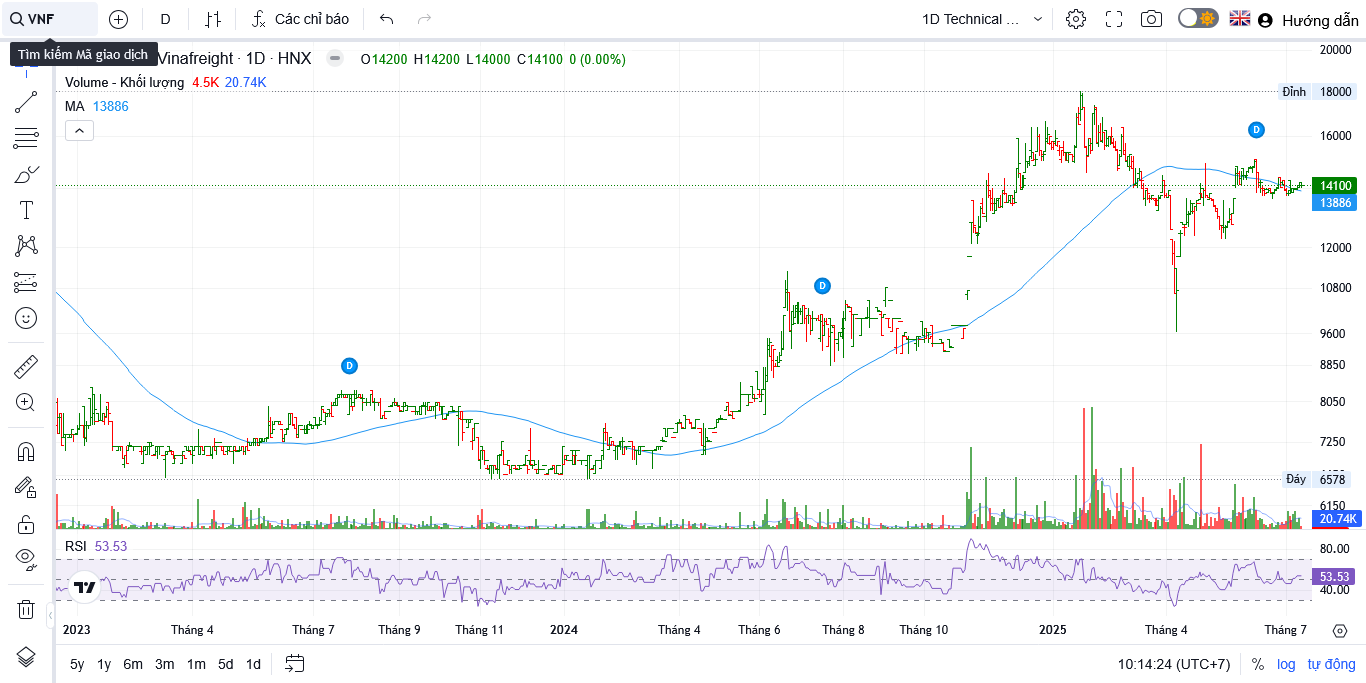 VNF D Các chỉ báo 1D Technical ... Hướng dẫn
Tìm kiếm Mã giao dịch
Vinafreight · 1D · HNX O14200 H14200 L14000 C14100 0 (0.00%)
Volume - Khối lượng 4.5K 20.74K
MA 13886
20000
Đỉnh 18000
D
16000
14100
13886
12000
D
10800
9600
D
8850
8050
7250
Đáy 6578
6150
20.74K
RSI 53.53
80.00
53.53
40.00
2023 Tháng 4 Tháng 7 Tháng 9 Tháng 11 2024 Tháng 4 Tháng 6 Tháng 8 Tháng 10 2025 Tháng 4 Tháng 7
5y 1y 6m 3m 1m 5d 1d 10:14:24 (UTC+7) % log tự động